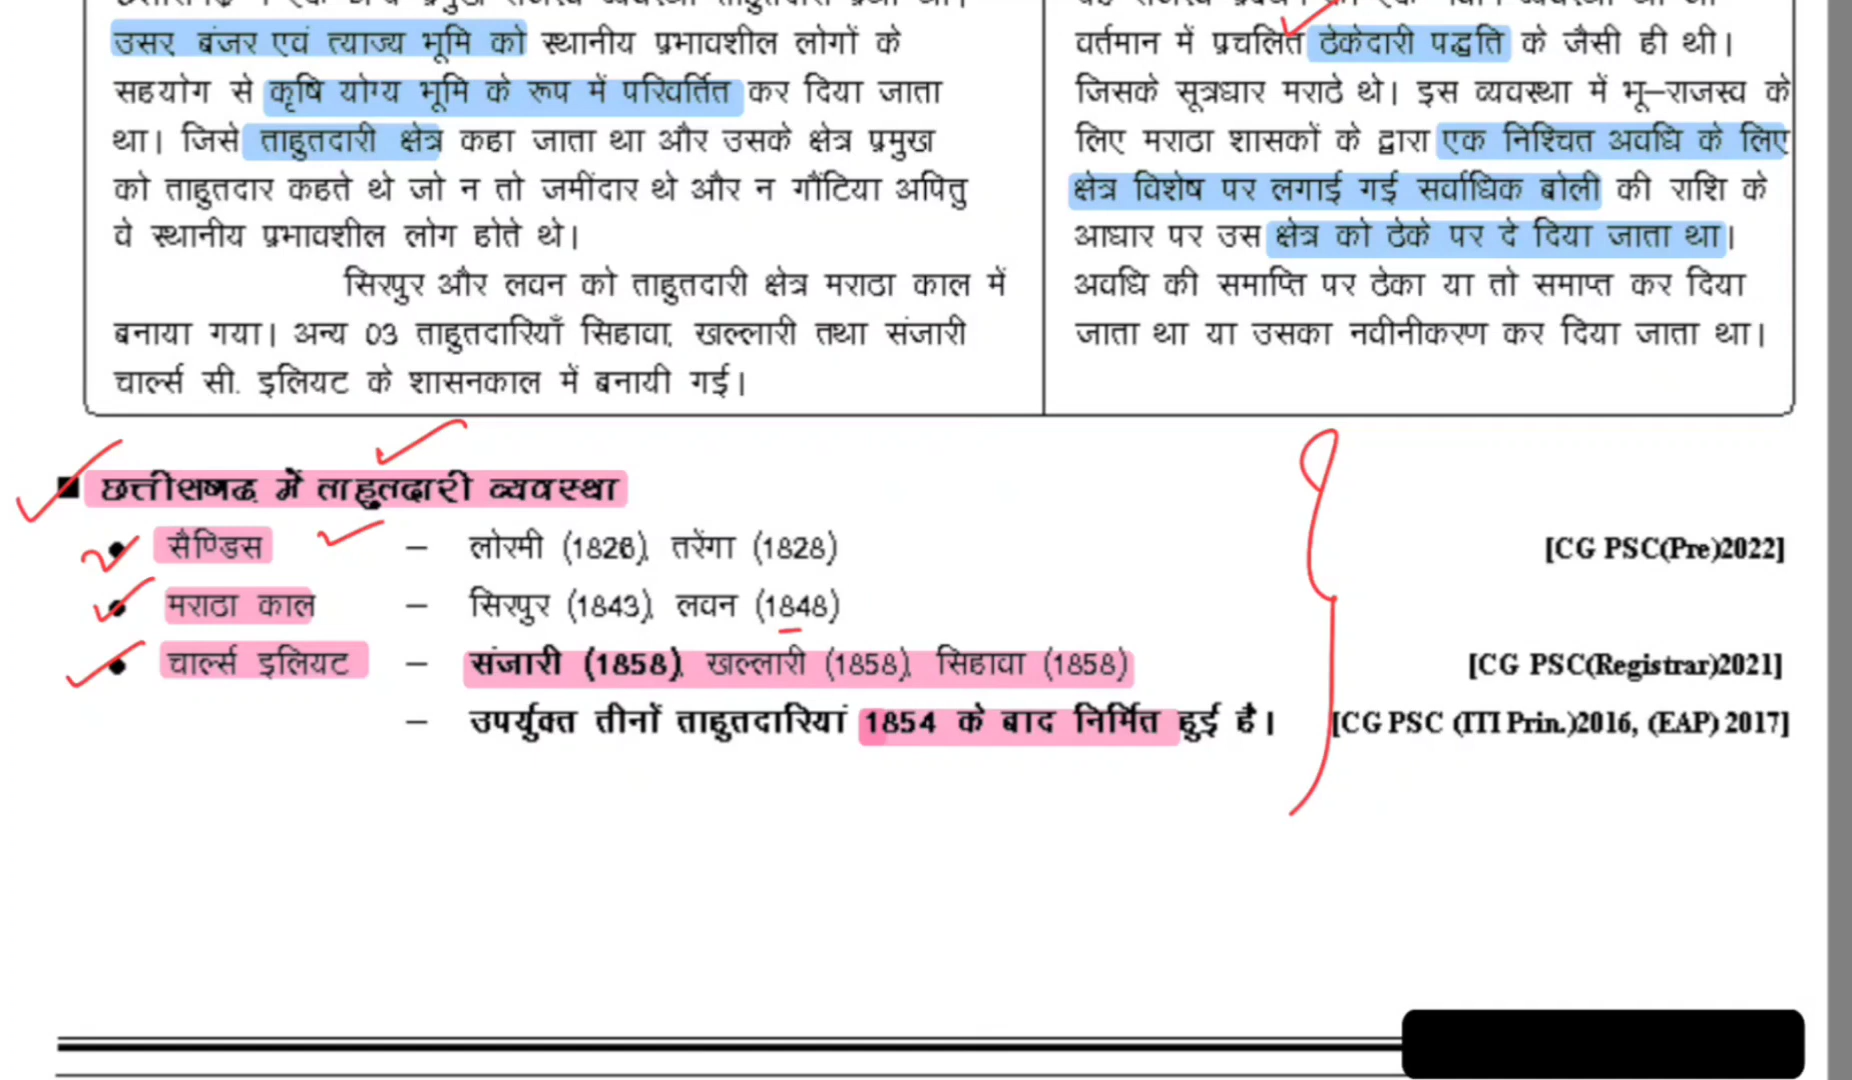 उसर, बंजर एवं त्याज्य भूमि को स्थानीय प्रभावशील लोगों के
सहयोग से कृषि योग्य भूमि के रूप में परिवर्तित कर दिया जाता
था। जिसे ताहुतदारी क्षेत्र कहा जाता था और उसके क्षेत्र प्रमुख
को ताहुतदार कहते थे जो न तो जमींदार थे और न गौंटिया अपितु
वे स्थानीय प्रभावशील लोग होते थे।
सिरपुर और लवन को ताहुतदारी क्षेत्र मराठा काल में
बनाया गया। अन्य 03 ताहुतदारियाँ सिहावा, खल्लारी तथा संजारी
चार्ल्स सी. इलियट के शासनकाल में बनायी गई।
वर्तमान में प्रचलित ठेकेदारी पद्धति के जैसी ही थी।
जिसके सूत्रधार मराठे थे। इस व्यवस्था में भू–राजस्व के
लिए मराठा शासकों के द्वारा एक निश्चित अवधि के लिए
क्षेत्र विशेष पर लगाई गई सर्वाधिक बोली की राशि के
आधार पर उस क्षेत्र को ठेके पर दे दिया जाता था।
अवधि की समाप्ति पर ठेका या तो समाप्त कर दिया
जाता था या उसका नवीनीकरण कर दिया जाता था।
■ छत्तीसगढ़ में ताहुतदारी व्यवस्था
• सैण्डिस – लोरमी (1826), तरेंगा (1828) [CG PSC(Pre)2022]
• मराठा काल – सिरपुर (1843), लवन (1848)
• चार्ल्स इलियट – संजारी (1858), खल्लारी (1858), सिहावा (1858) [CG PSC(Registrar)2021]
– उपर्युक्त तीनों ताहुतदारियां 1854 के बाद निर्मित हुई है। [CG PSC (ITI Prin.)2016, (EAP) 2017]